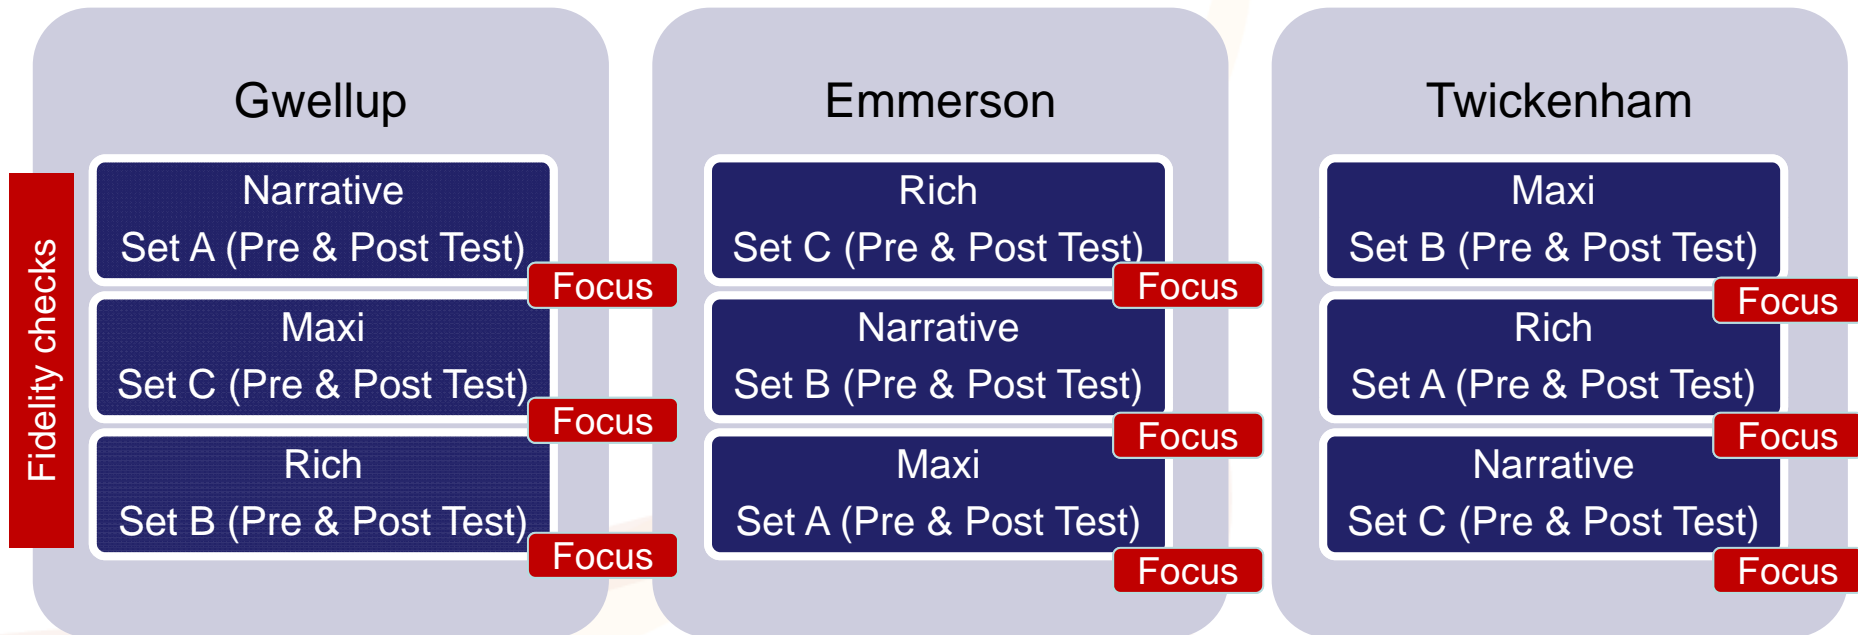 Fidelity checks
Gwellup
Narrative
Set A (Pre & Post Test)
Focus
Maxi
Set C (Pre & Post Test)
Focus
Rich
Set B (Pre & Post Test)
Focus
Emmerson
Rich
Set C (Pre & Post Test)
Focus
Narrative
Set B (Pre & Post Test)
Focus
Maxi
Set A (Pre & Post Test)
Focus
Twickenham
Maxi
Set B (Pre & Post Test)
Focus
Rich
Set A (Pre & Post Test)
Focus
Narrative
Set C (Pre & Post Test)
Focus